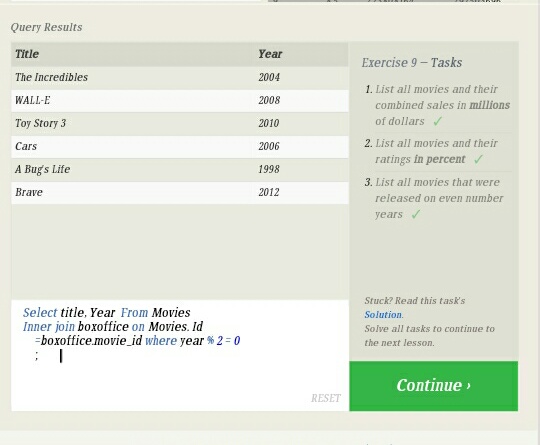 Query Results
Title Year
The Incredibles 2004
WALL-E 2008
Toy Story 3 2010
Cars 2006
A Bug's Life 1998
Brave 2012
Select title, Year From Movies
Inner join boxoffice on Movies. Id
=boxoffice.movie_id where year % 2 = 0
;
RESET
Exercise 9 — Tasks
1. List all movies and their
combined sales in millions
of dollars ✓
2. List all movies and their
ratings in percent ✓
3. List all movies that were
released on even number
years ✓
Stuck? Read this task's
Solution.
Solve all tasks to continue to
the next lesson.
Continue ›